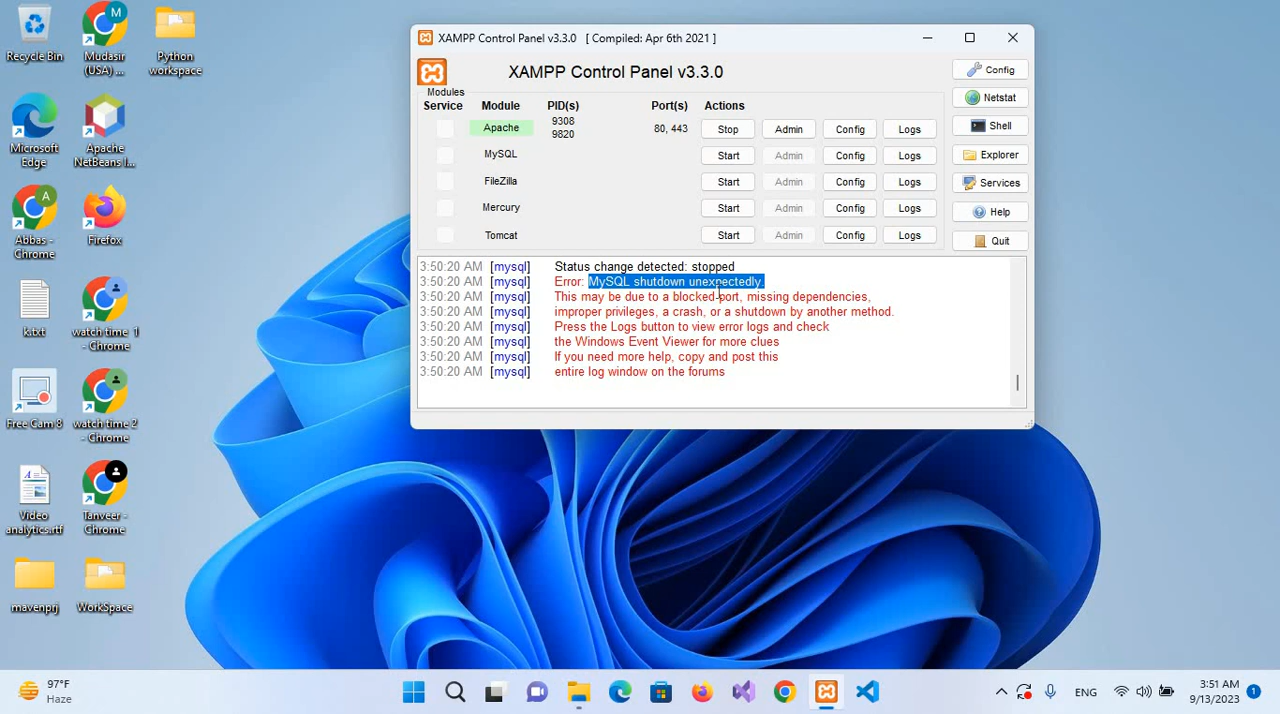 Recycle Bin
Mudasir
(USA) ...
Python
workspace
Microsoft
Edge
Apache
NetBeans I...
Abbas -
Chrome
Firefox
k.txt
watch time 1
- Chrome
Free Cam 8
watch time 2
- Chrome
Video
analytics.rtf
Tanveer -
Chrome
mavenprj
WorkSpace
M
A
XAMPP Control Panel v3.3.0 [ Compiled: Apr 6th 2021 ]
XAMPP Control Panel v3.3.0
Modules
Service Module PID(s) Port(s) Actions
Apache 9308 9820 80, 443 Stop Admin Config Logs
MySQL Start Admin Config Logs
FileZilla Start Admin Config Logs
Mercury Start Admin Config Logs
Tomcat Start Admin Config Logs
Config
Netstat
Shell
Explorer
Services
Help
Quit
3:50:20 AM [mysql] Status change detected: stopped
3:50:20 AM [mysql] Error: MySQL shutdown unexpectedly.
3:50:20 AM [mysql] This may be due to a blocked port, missing dependencies,
3:50:20 AM [mysql] improper privileges, a crash, or a shutdown by another method.
3:50:20 AM [mysql] Press the Logs button to view error logs and check
3:50:20 AM [mysql] the Windows Event Viewer for more clues
3:50:20 AM [mysql] If you need more help, copy and post this
3:50:20 AM [mysql] entire log window on the forums
97°F
Haze
ENG
3:51 AM
9/13/2023
1